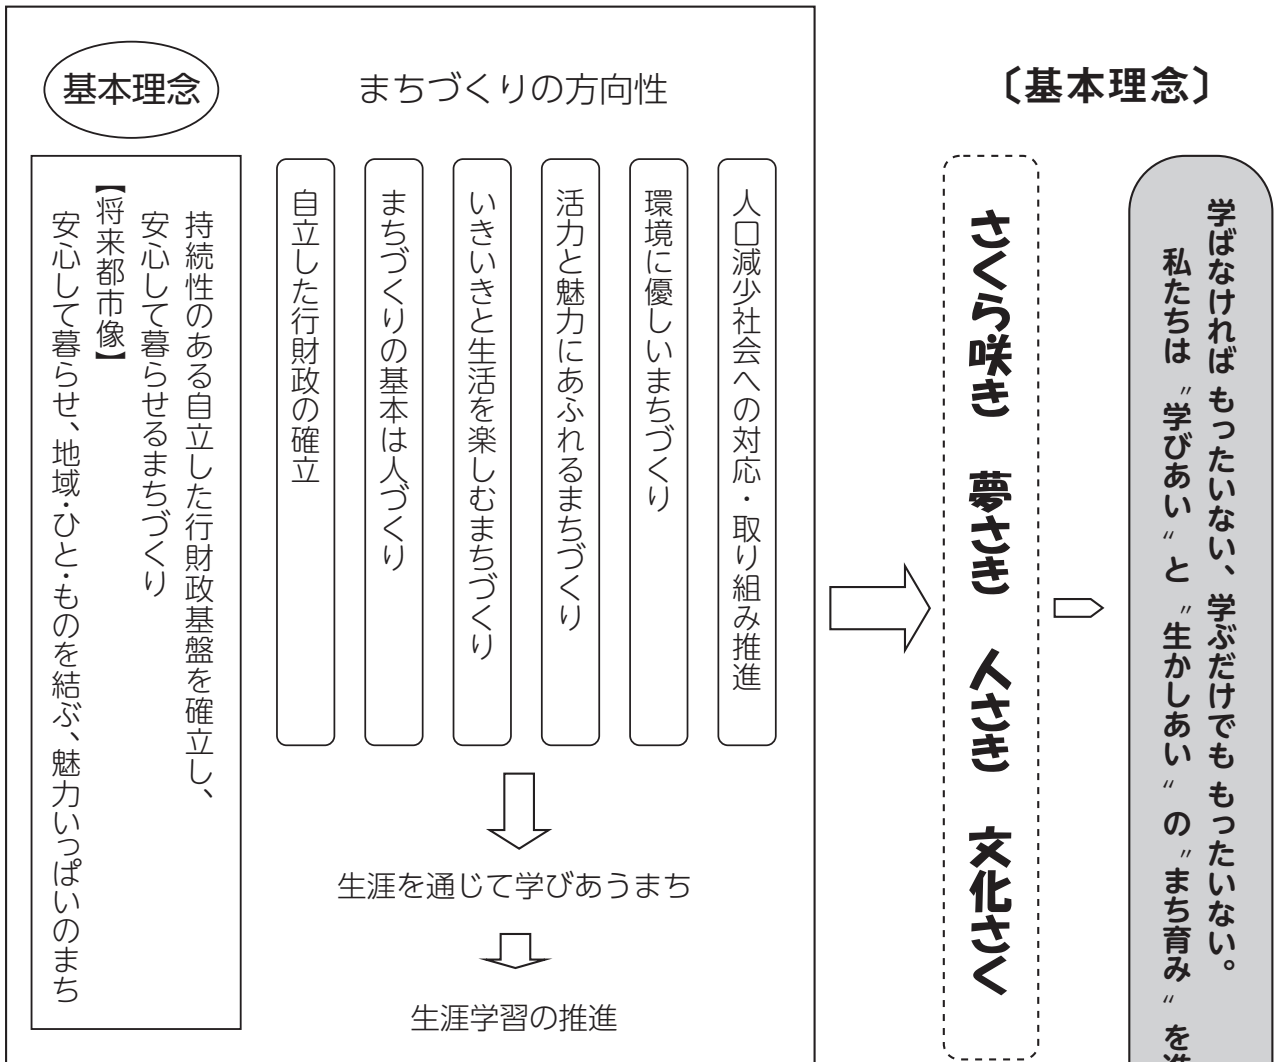 基本理念
まちづくりの方向性
〔基本理念〕
人口減少社会への対応・取り組み推進
環境に優しいまちづくり
活力と魅力にあふれるまちづくり
いきいきと生活を楽しむまちづくり
まちづくりの基本は人づくり
自立した行財政の確立
持続性のある自立した行財政基盤を確立し、
安心して暮らせるまちづくり
【将来都市像】
安心して暮らせ、地域・ひと・ものを結ぶ、魅力いっぱいのまち
生涯を通じて学びあうまち
生涯学習の推進
さくら咲き　夢さき　人さき　文化さく
学ばなければ もったいない、学ぶだけでも もったいない。
私たちは “学びあい” と “生かしあい” の “まち育み” を